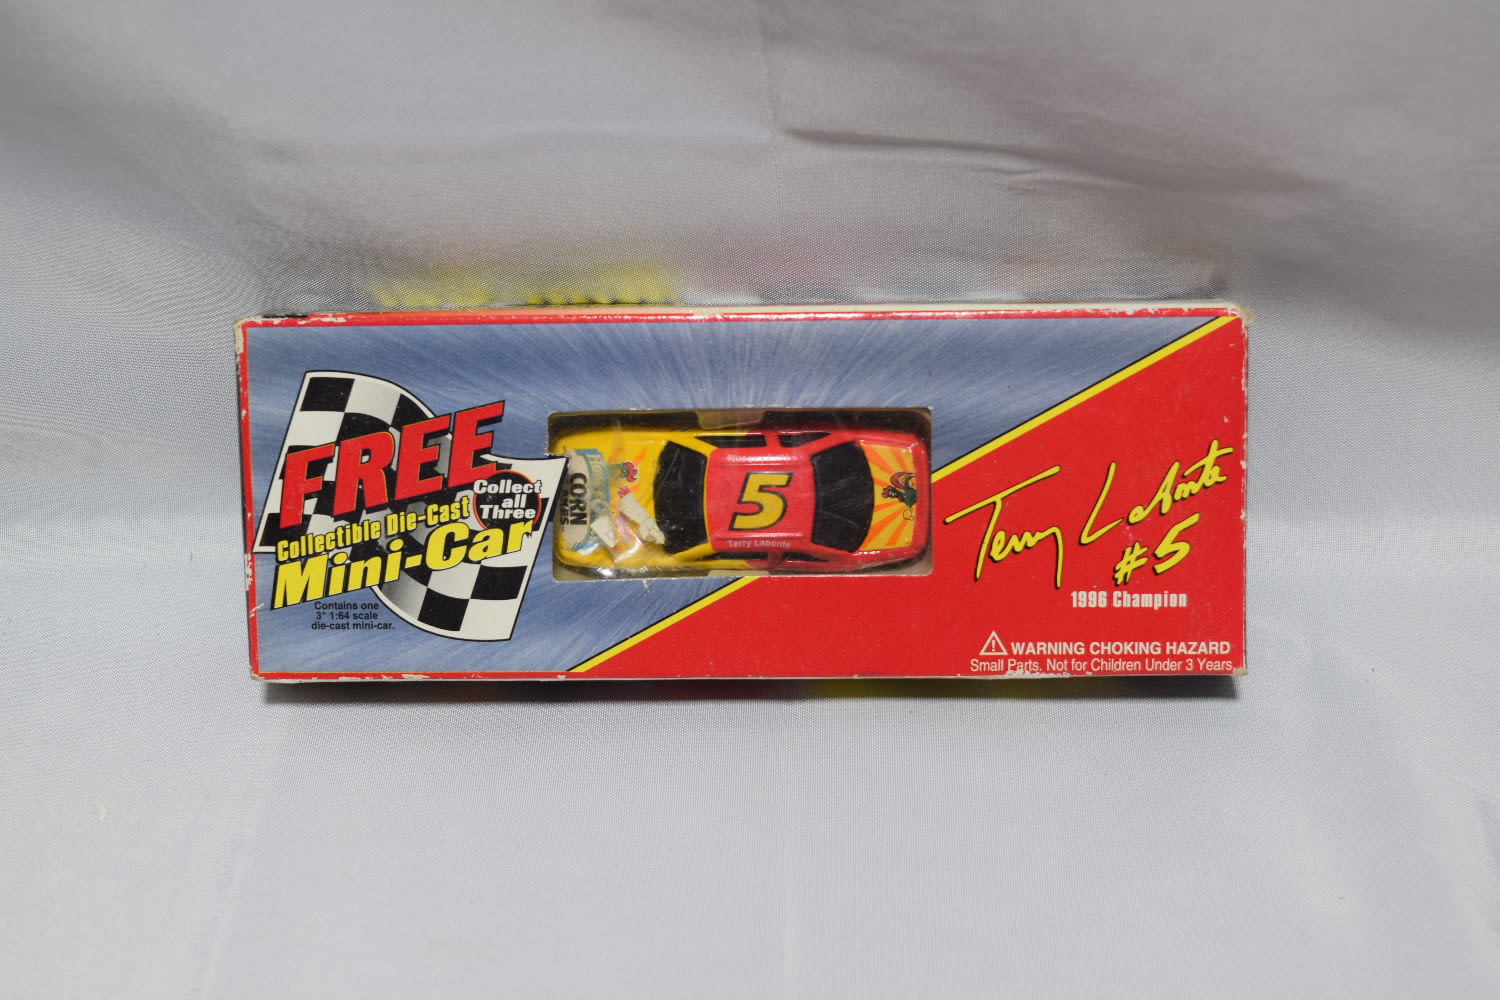 FREE
Collect
all
Three
Collectible Die-Cast
Mini-Car
Contains one
3" 1:64 scale
die-cast mini-car.
CORN
5
Terry Labonte
Terry Labonte
#5
1996 Champion
WARNING CHOKING HAZARD
Small Parts. Not for Children Under 3 Years.